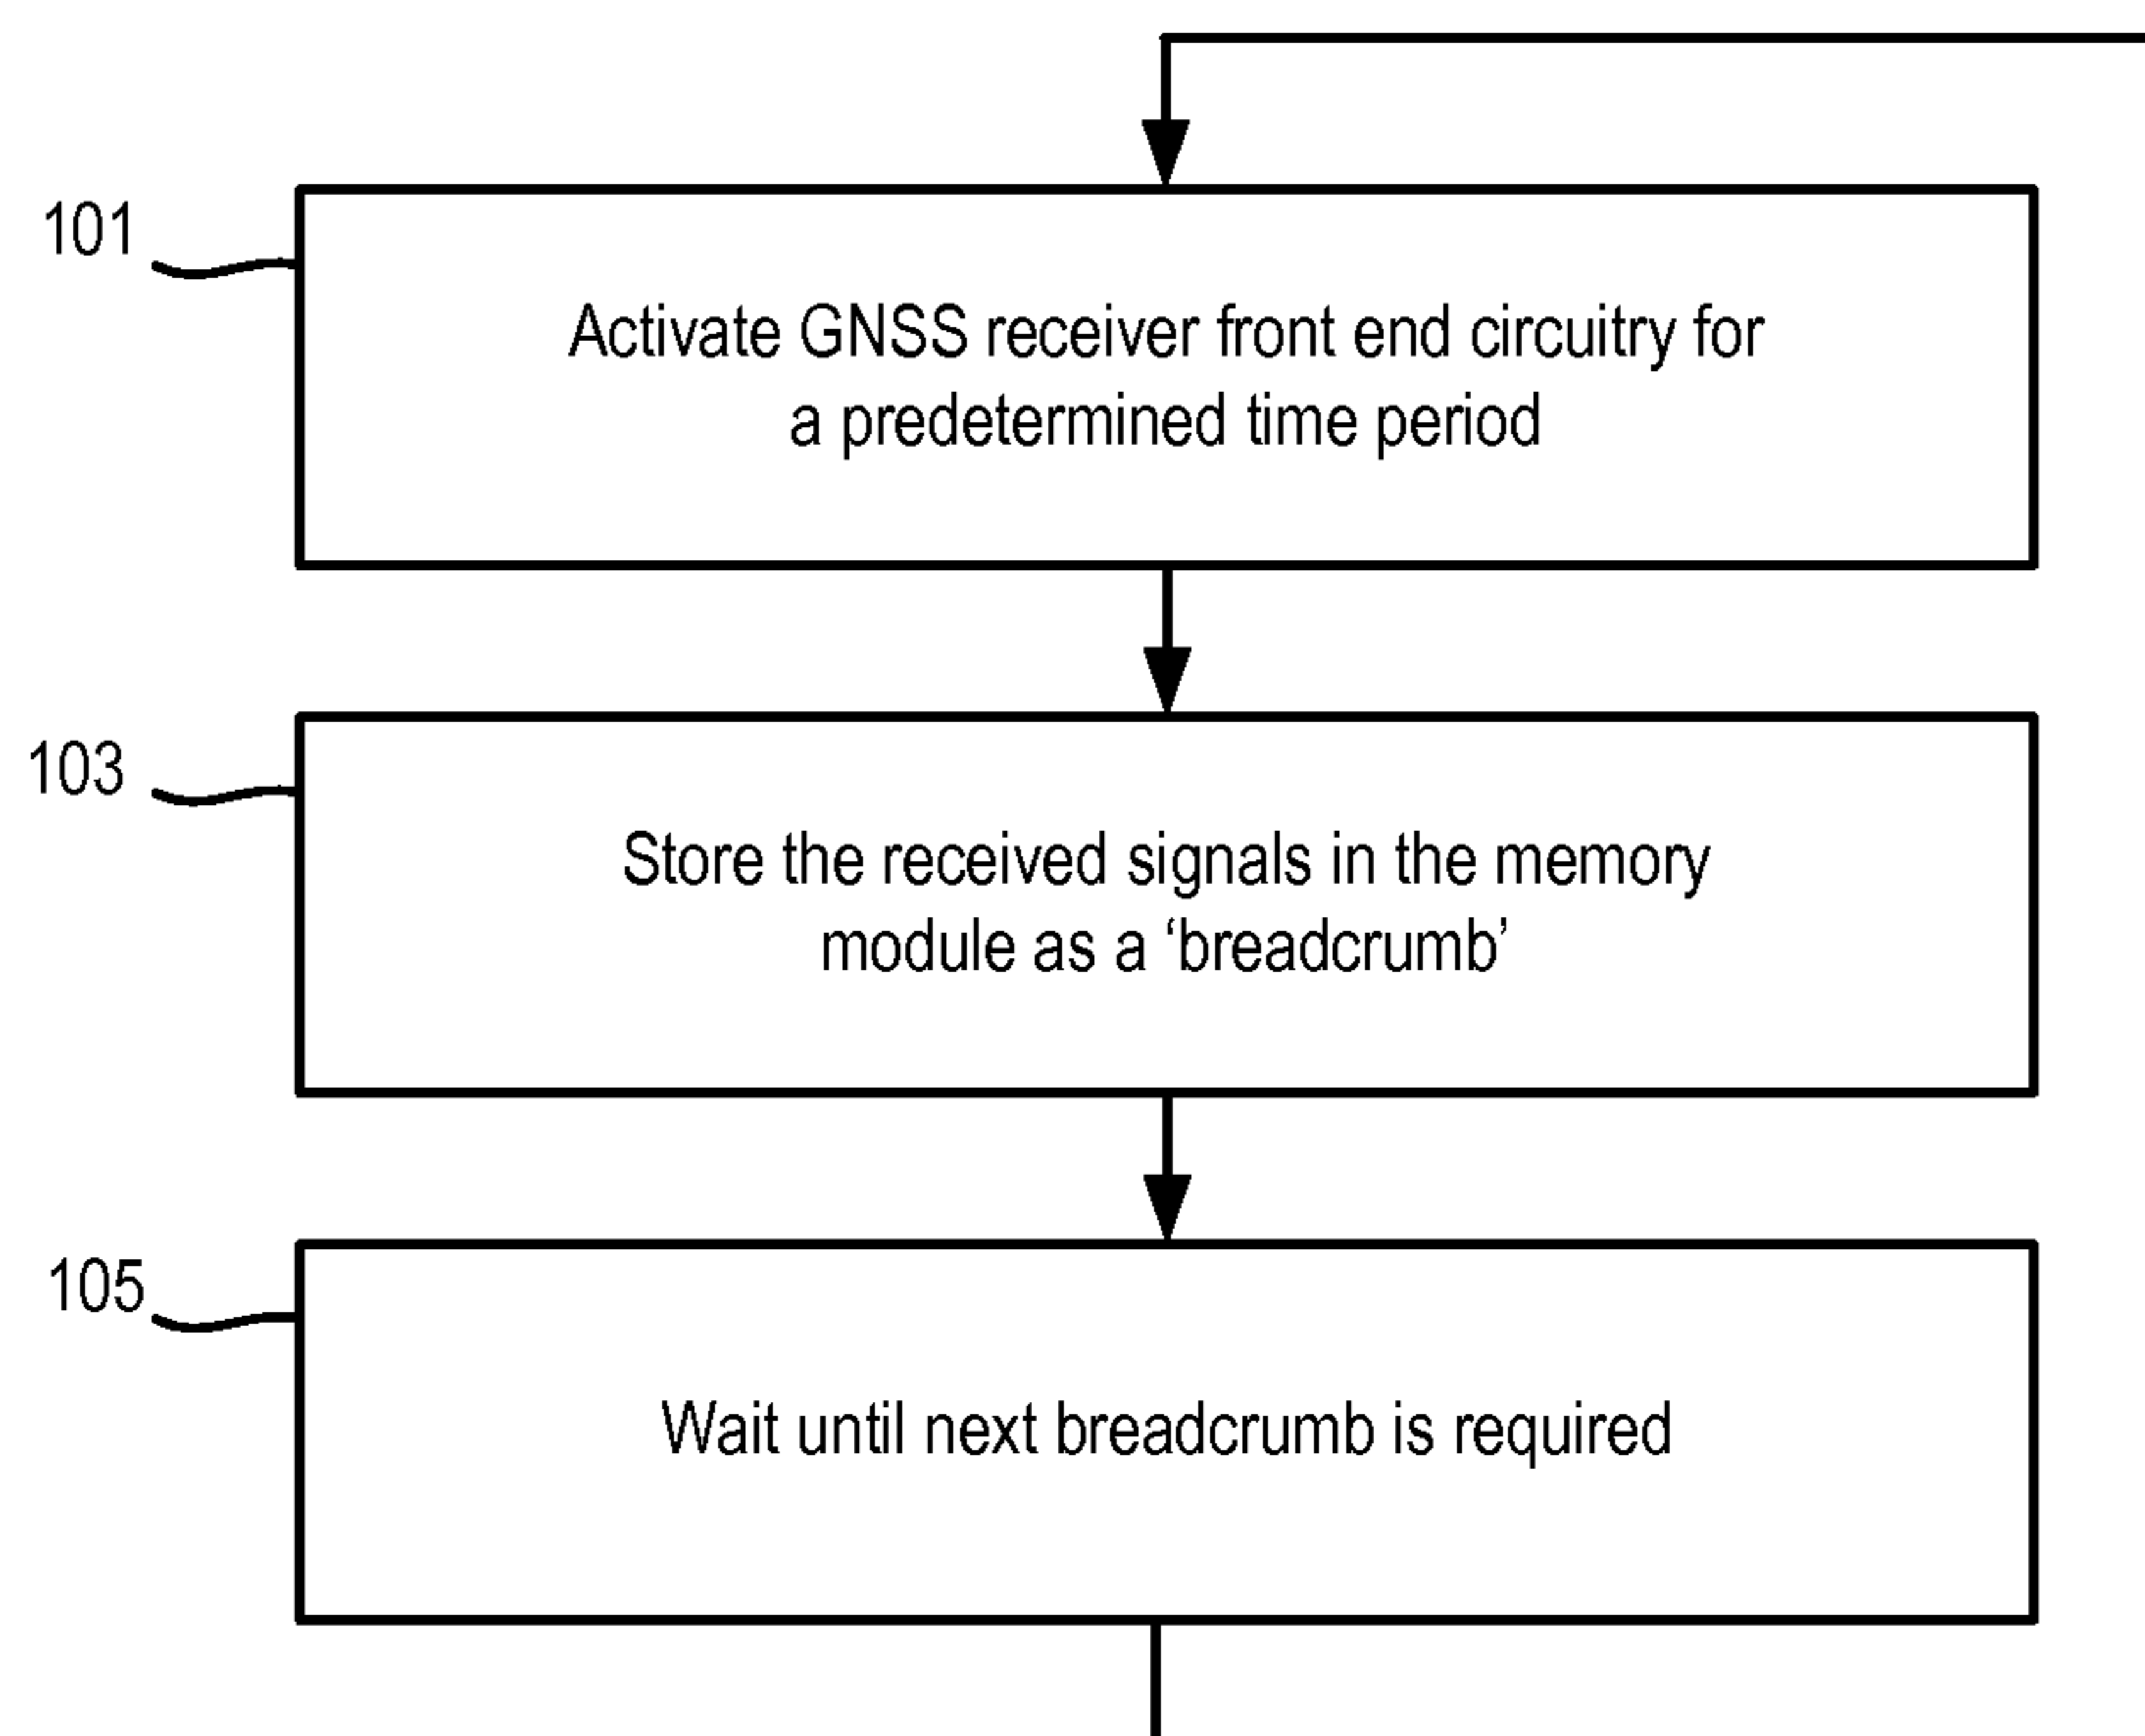 101
Activate GNSS receiver front end circuitry for
a predetermined time period
103
Store the received signals in the memory
module as a ‘breadcrumb’
105
Wait until next breadcrumb is required